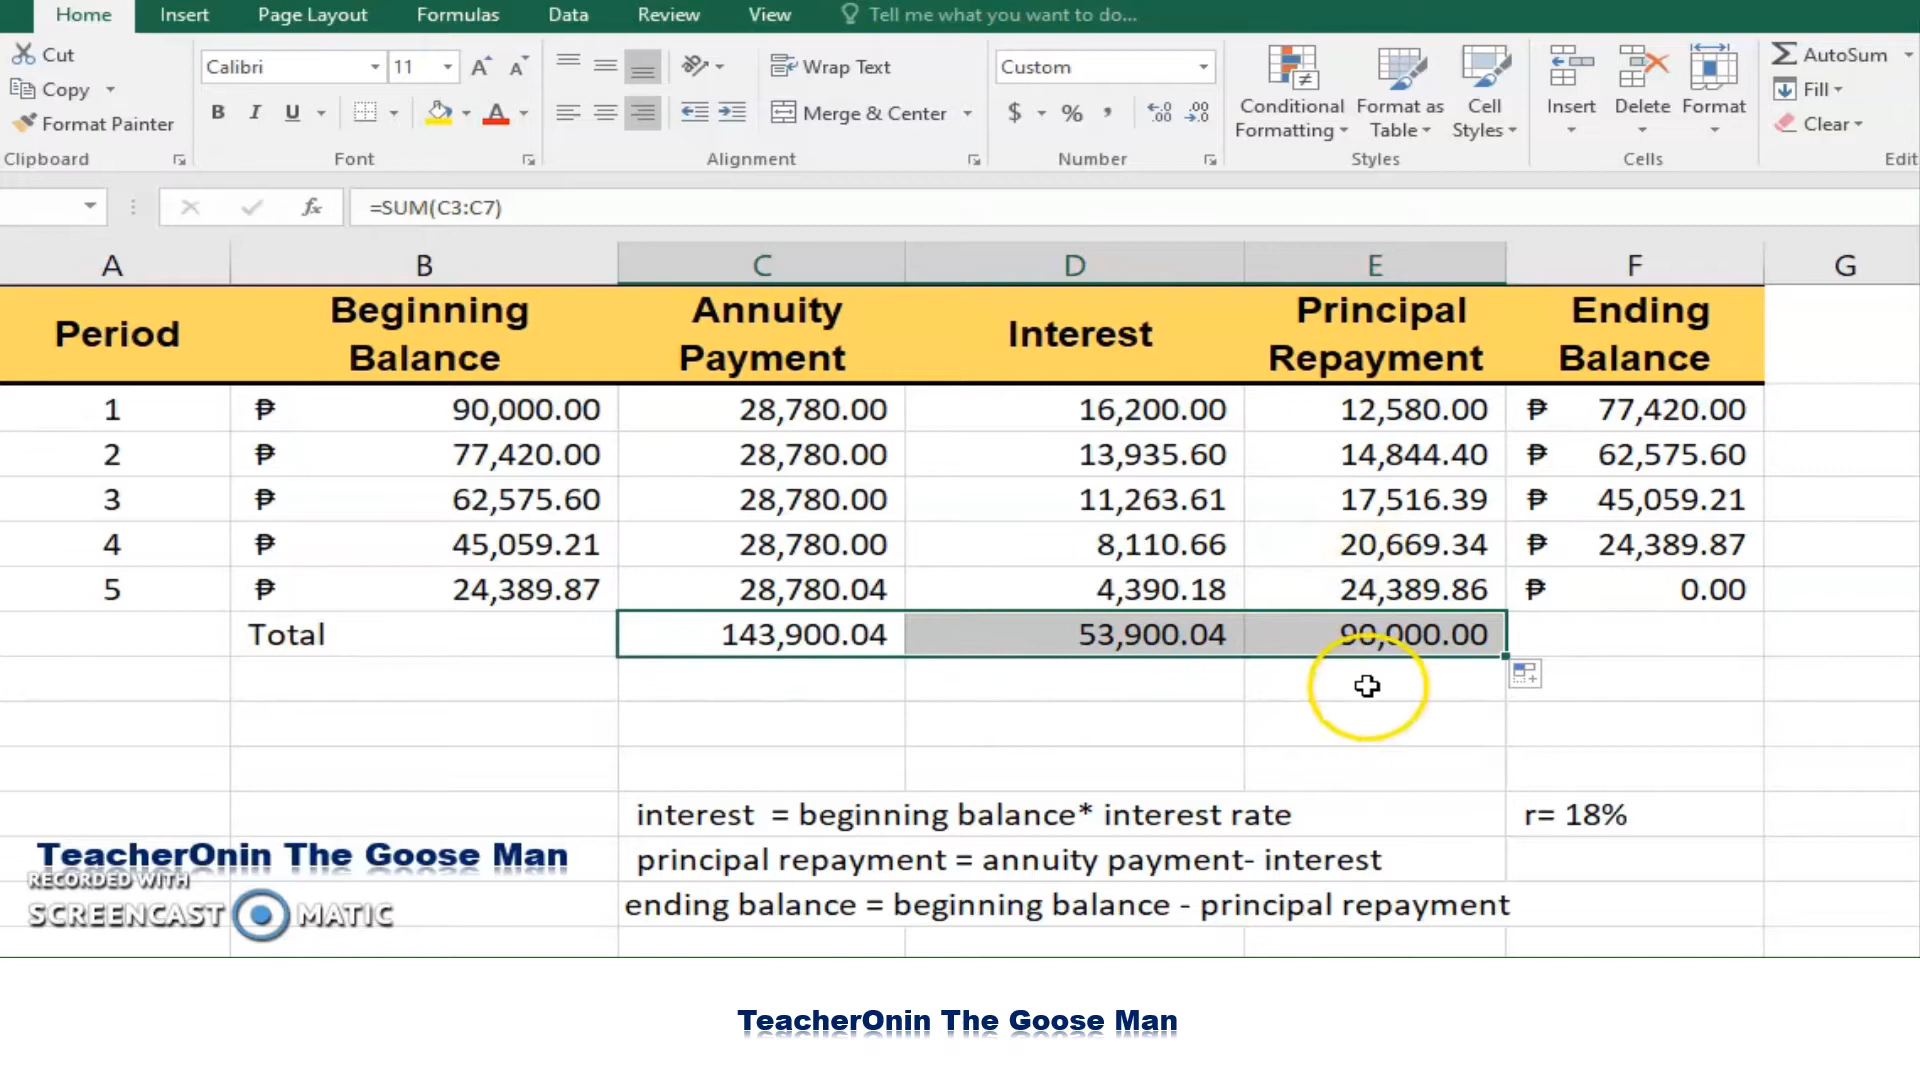 Home Insert Page Layout Formulas Data Review View Tell me what you want to do...
Cut
Copy
Format Painter
Clipboard
Calibri 11
B I U
Font
Wrap Text
Merge & Center
Alignment
Custom
$ % ,
Number
Conditional Formatting
Format as Table
Cell Styles
Styles
Insert Delete Format
Cells
AutoSum
Fill
Clear
Edit
fx =SUM(C3:C7)
A B C D E F G
Period Beginning Balance Annuity Payment Interest Principal Repayment Ending Balance
1 ₱ 90,000.00 28,780.00 16,200.00 12,580.00 ₱ 77,420.00
2 ₱ 77,420.00 28,780.00 13,935.60 14,844.40 ₱ 62,575.60
3 ₱ 62,575.60 28,780.00 11,263.61 17,516.39 ₱ 45,059.21
4 ₱ 45,059.21 28,780.00 8,110.66 20,669.34 ₱ 24,389.87
5 ₱ 24,389.87 28,780.04 4,390.18 24,389.86 ₱ 0.00
Total 143,900.04 53,900.04 90,000.00
interest = beginning balance* interest rate r= 18%
principal repayment = annuity payment- interest
ending balance = beginning balance - principal repayment
TeacherOnin The Goose Man
RECORDED WITH
SCREENCAST MATIC
TeacherOnin The Goose Man